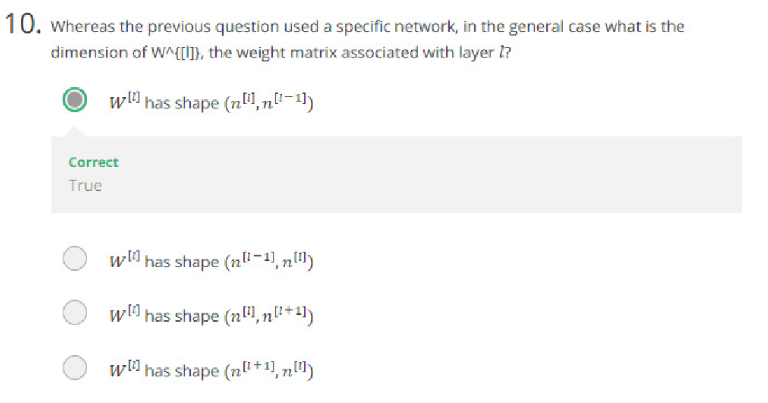 10. Whereas the previous question used a specific network, in the general case what is the
dimension of W^{[l]}, the weight matrix associated with layer l?
W^[l] has shape (n^[l], n^[l−1])
Correct
True
W^[l] has shape (n^[l−1], n^[l])
W^[l] has shape (n^[l], n^[l+1])
W^[l] has shape (n^[l+1], n^[l])